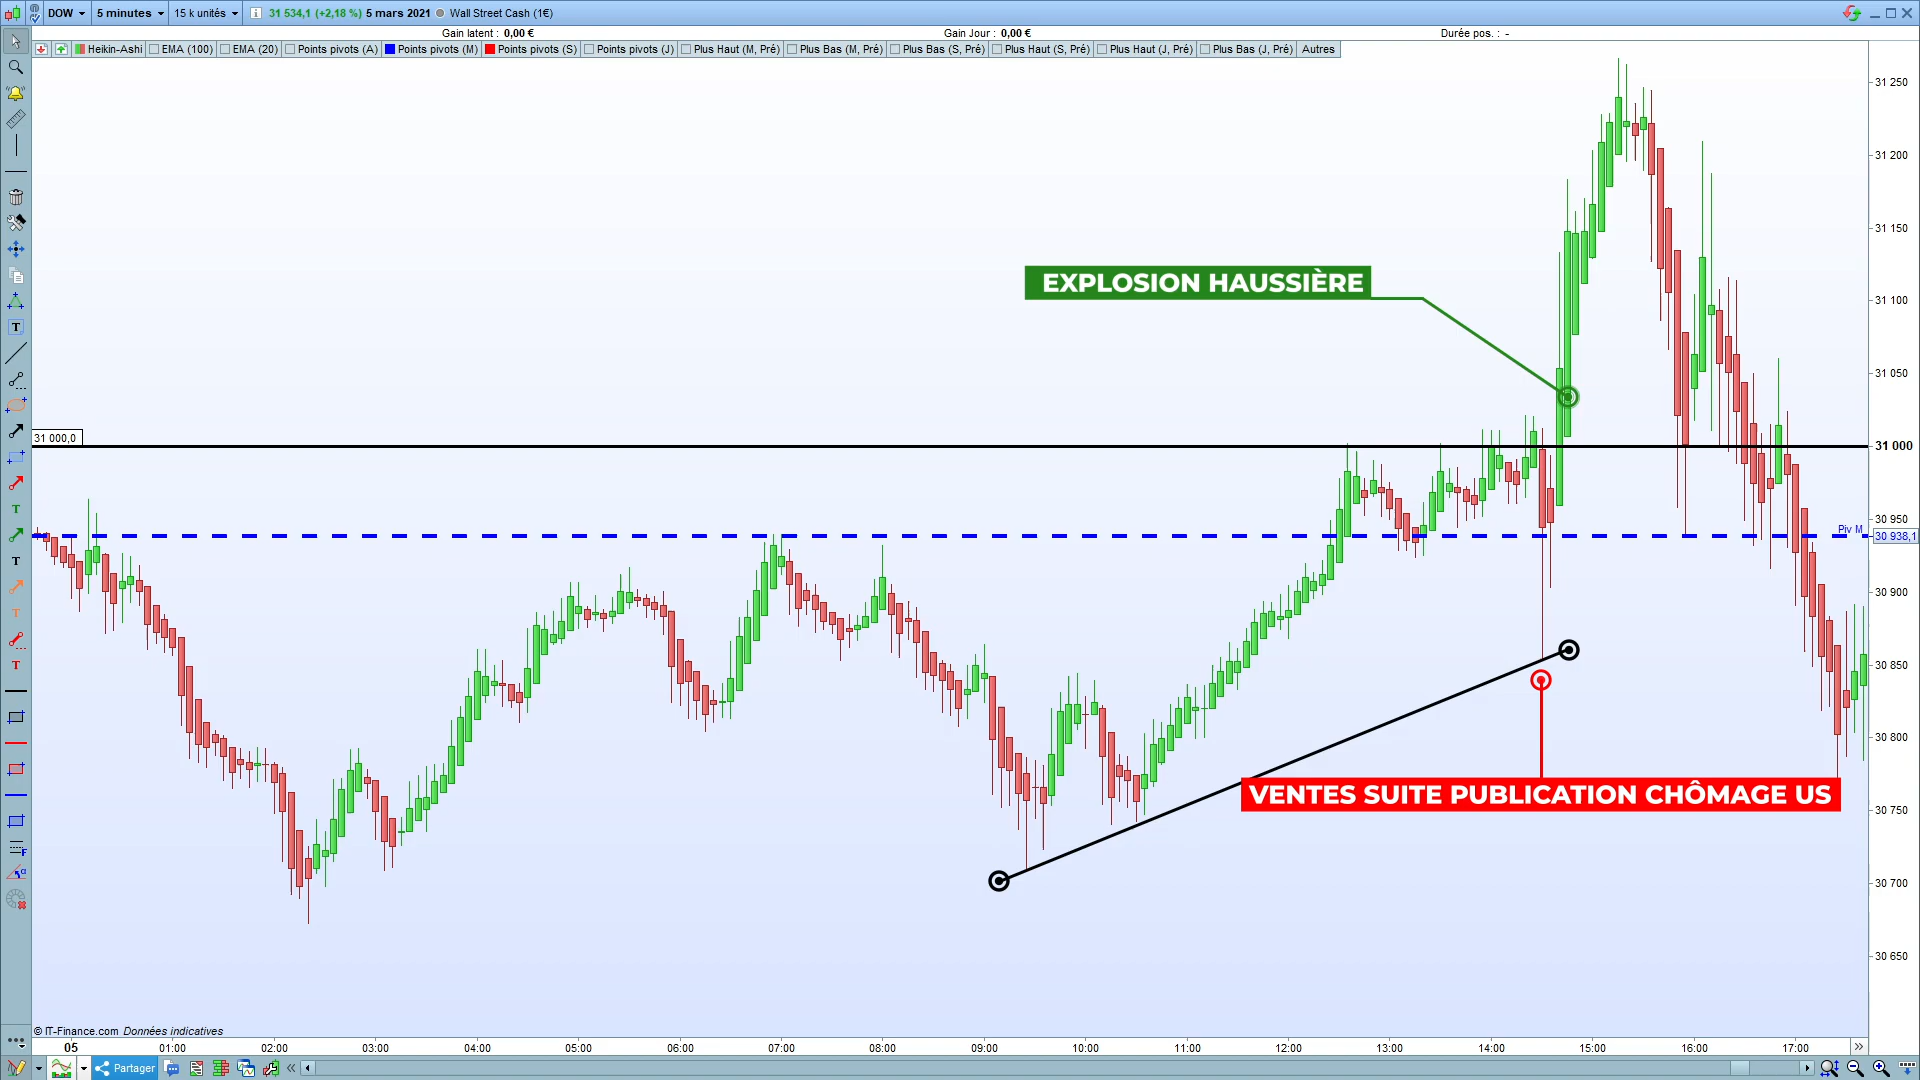 DOW 5 minutes 15 k unités 31 534,1 (+2,18 %) 5 mars 2021 Wall Street Cash (1€)
Gain latent : 0,00 € Gain Jour : 0,00 € Durée pos. : -
Heikin-Ashi EMA (100) EMA (20) Points pivots (A) Points pivots (M) Points pivots (S) Points pivots (J) Plus Haut (M, Pré) Plus Bas (M, Pré) Plus Bas (S, Pré) Plus Haut (S, Pré) Plus Haut (J, Pré) Plus Bas (J, Pré) Autres
31 250
31 200
31 150
EXPLOSION HAUSSIÈRE
31 100
31 050
31 000,0
31 000
30 950
Piv M
30 938,1
30 900
30 850
30 800
VENTES SUITE PUBLICATION CHÔMAGE US
30 750
30 700
30 650
© IT-Finance.com Données indicatives
05 01:00 02:00 03:00 04:00 05:00 06:00 07:00 08:00 09:00 10:00 11:00 12:00 13:00 14:00 15:00 16:00 17:00
Partager